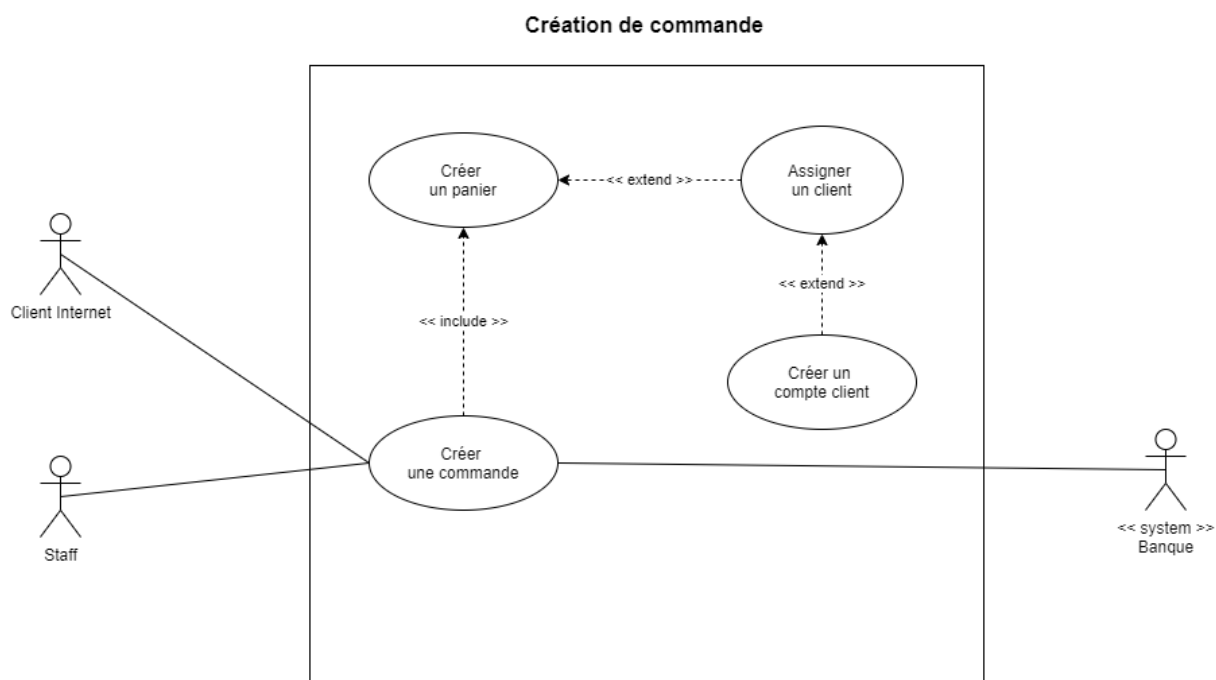 Création de commande
Créer
un panier
<< extend >>
Assigner
un client
<< extend >>
Client Internet
<< include >>
Créer un
compte client
Créer
une commande
Staff
<< system >>
Banque